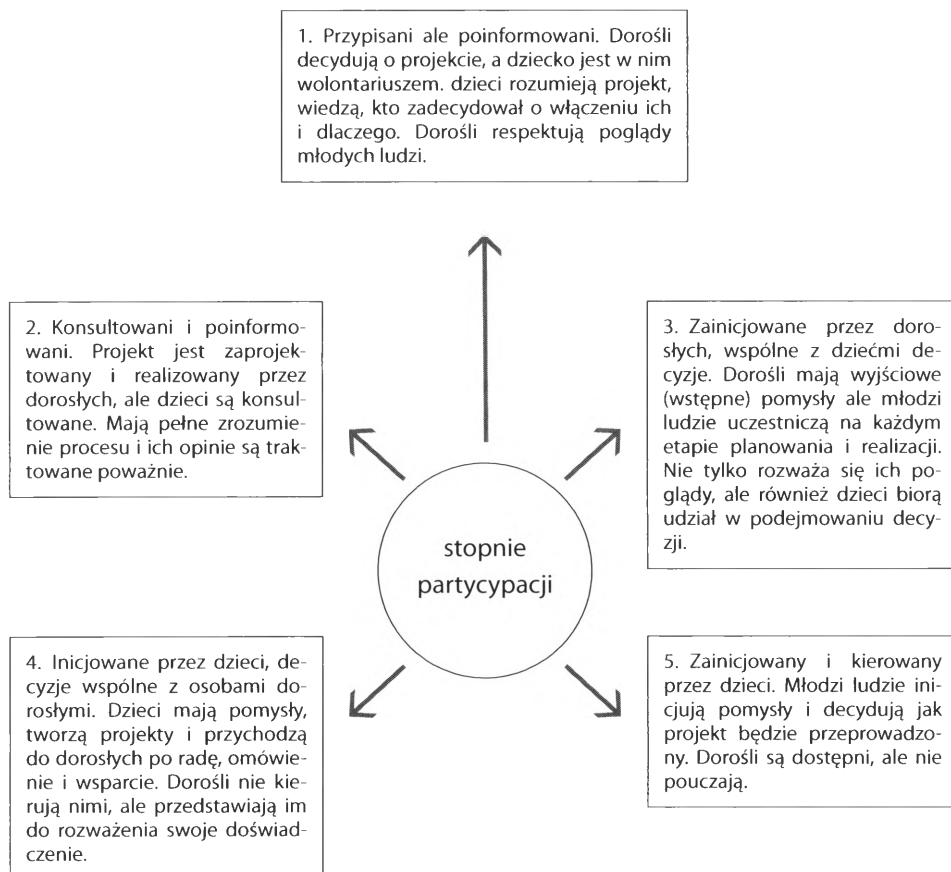 1. Przypisani ale poinformowani. Dorośli
decydują o projekcie, a dziecko jest w nim
wolontariuszem. dzieci rozumieją projekt,
wiedzą, kto zadecydował o włączeniu ich
i dlaczego. Dorośli respektują poglądy
młodych ludzi.
2. Konsultowani i poinformo-
wani. Projekt jest zaprojek-
towany i realizowany przez
dorosłych, ale dzieci są konsul-
towane. Mają pełne zrozumie-
nie procesu i ich opinie są trak-
towane poważnie.
3. Zainicjowane przez doro-
słych, wspólne z dziećmi de-
cyzje. Dorośli mają wyjściowe
(wstępne) pomysły ale młodzi
ludzie uczestniczą na każdym
etapie planowania i realizacji.
Nie tylko rozważa się ich po-
glądy, ale również dzieci biorą
udział w podejmowaniu decy-
zji.
stopnie
partycypacji
4. Inicjowane przez dzieci, de-
cyzje wspólne z osobami do-
rosłymi. Dzieci mają pomysły,
tworzą projekty i przychodzą
do dorosłych po radę, omówie-
nie i wsparcie. Dorośli nie kie-
rują nimi, ale przedstawiają im
do rozważenia swoje doświad-
czenie.
5. Zainicjowany i kierowany
przez dzieci. Młodzi ludzie ini-
cjują pomysły i decydują jak
projekt będzie przeprowadzo-
ny. Dorośli są dostępni, ale nie
pouczają.